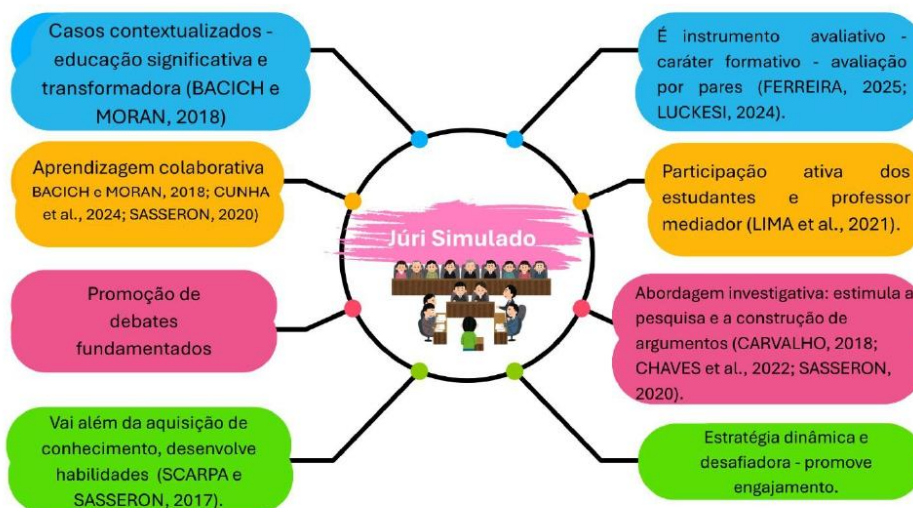 Casos contextualizados -
educação significativa e
transformadora (BACICH e
MORAN, 2018)
Aprendizagem colaborativa
BACICH e MORAN, 2018; CUNHA
et al., 2024; SASSERON, 2020)
Promoção de
debates
fundamentados
Vai além da aquisição de
conhecimento, desenvolve
habilidades (SCARPA e
SASSERON, 2017).
Júri Simulado
É instrumento avaliativo -
caráter formativo - avaliação
por pares (FERREIRA, 2025;
LUCKESI, 2024).
Participação ativa dos
estudantes e professor
mediador (LIMA et al., 2021).
Abordagem investigativa: estimula a
pesquisa e a construção de
argumentos (CARVALHO, 2018;
CHAVES et al., 2022; SASSERON,
2020).
Estratégia dinâmica e
desafiadora - promove
engajamento.